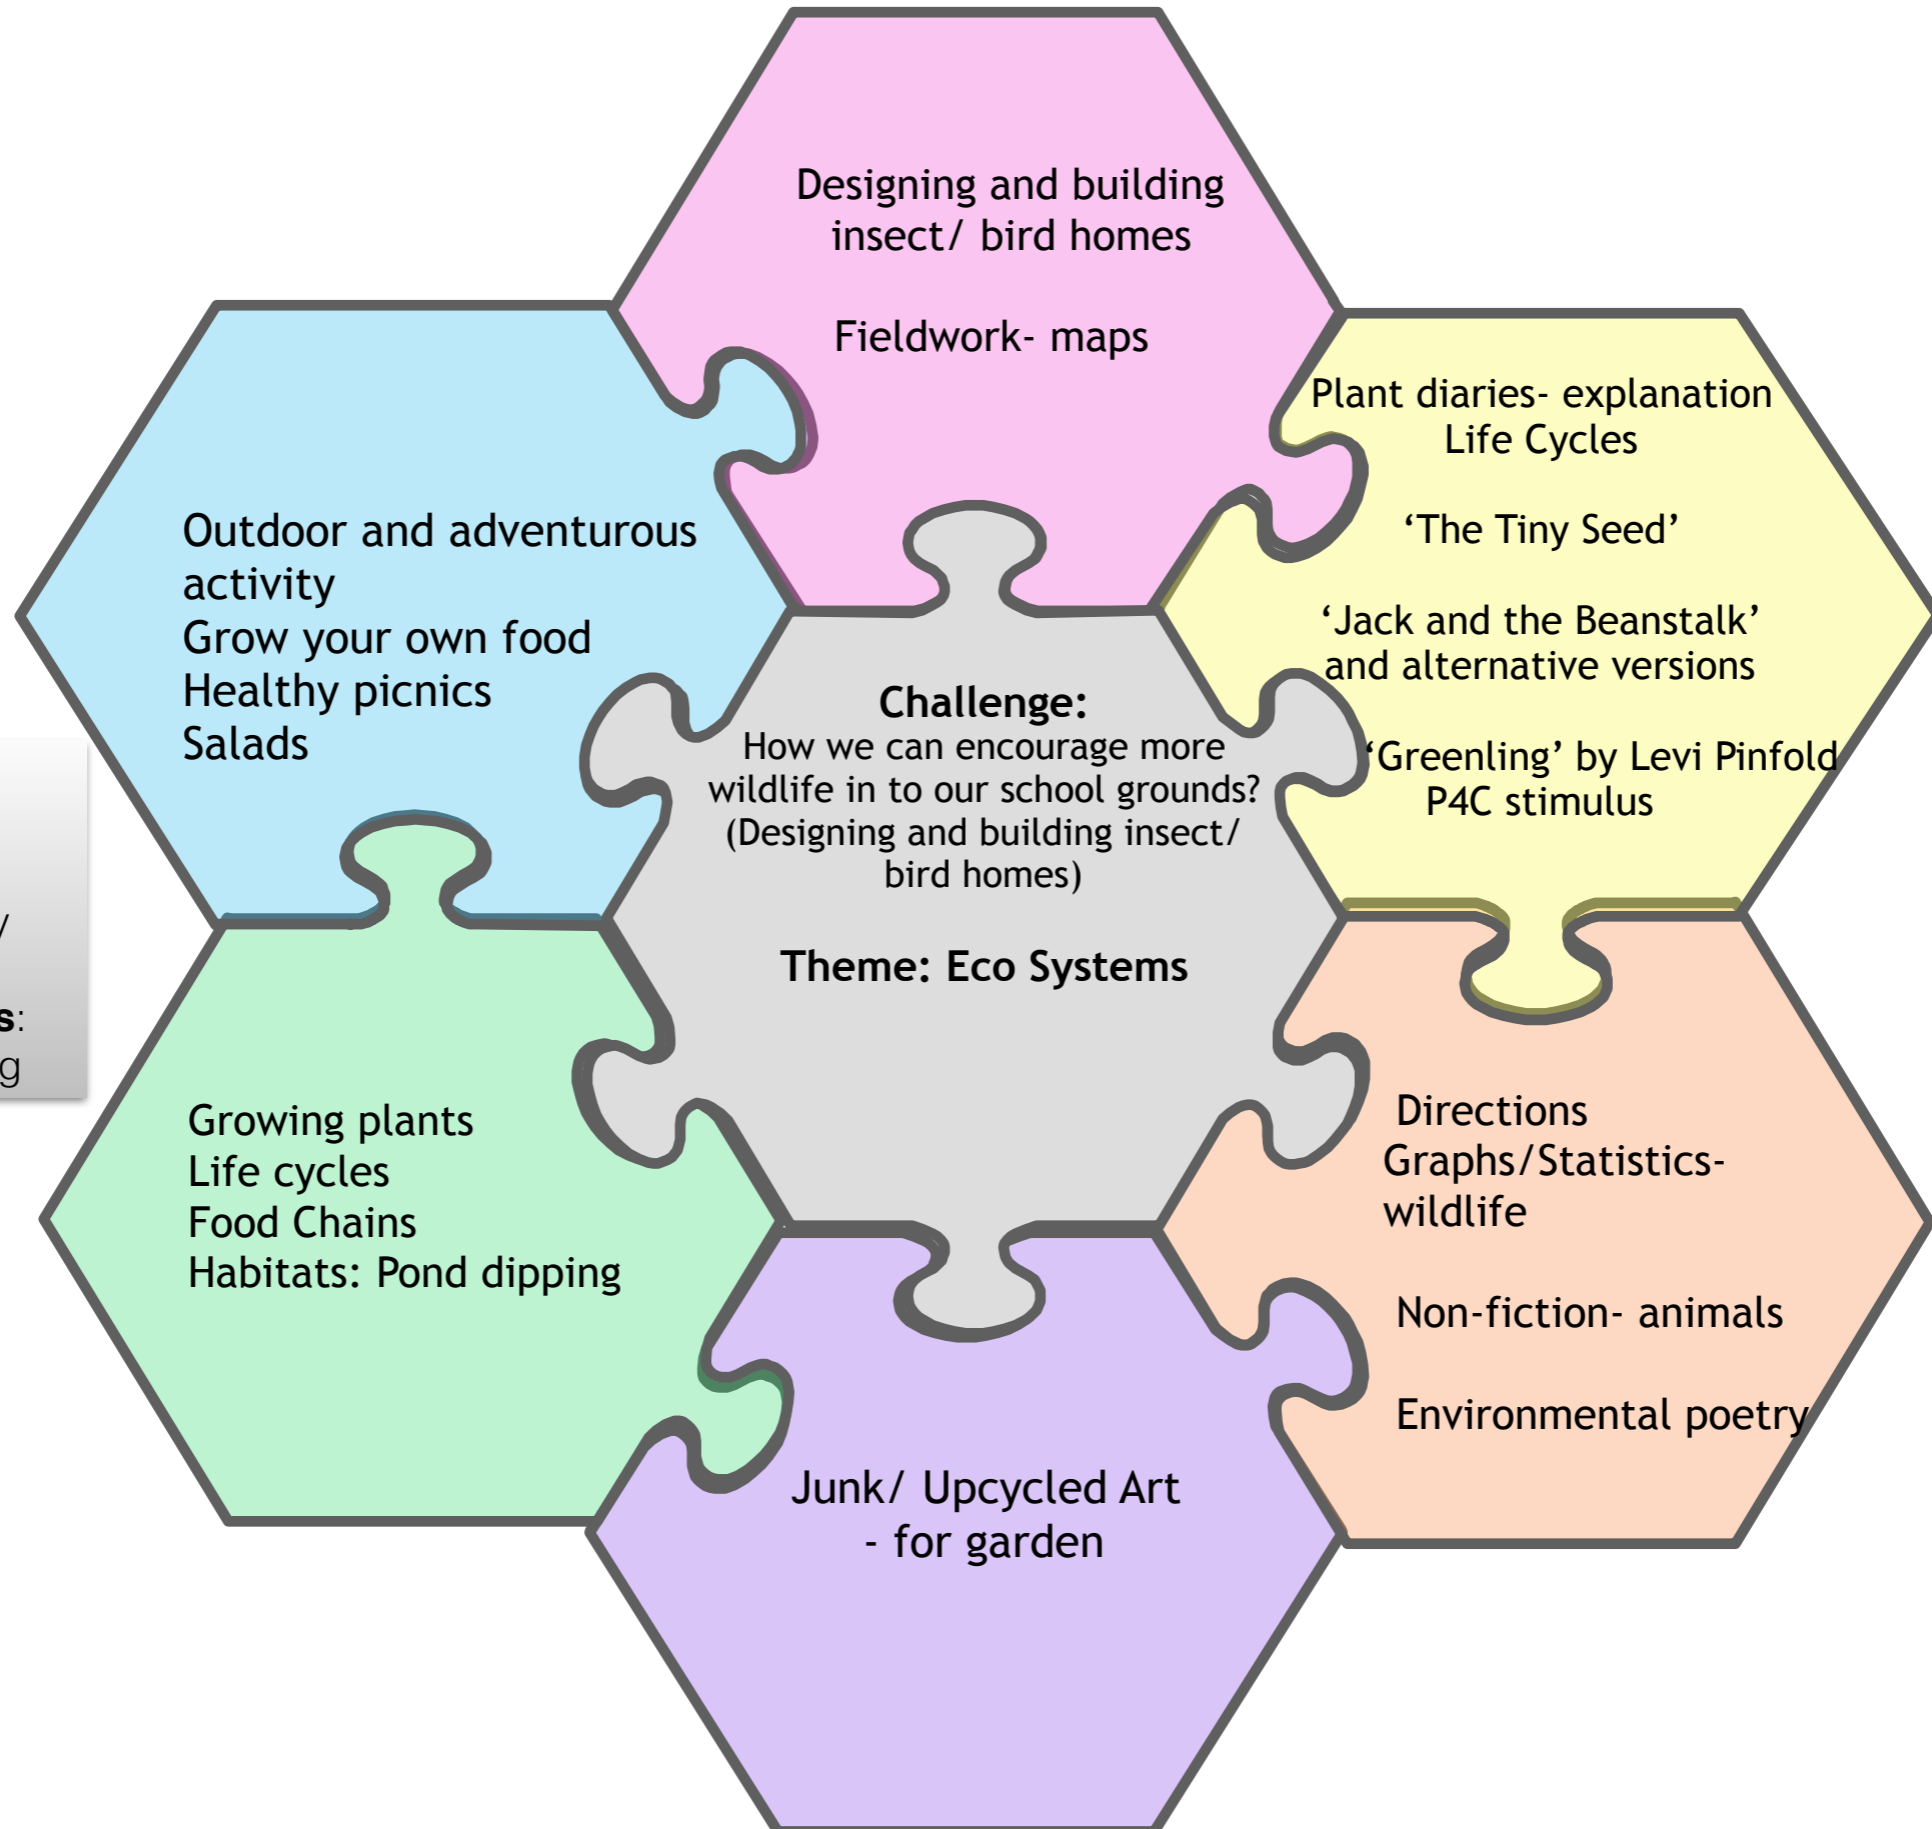 Designing and building
insect/ bird homes
Fieldwork- maps
Plant diaries- explanation
Life Cycles
‘The Tiny Seed’
‘Jack and the Beanstalk’
and alternative versions
‘Greenling’ by Levi Pinfold
P4C stimulus
Outdoor and adventurous
activity
Grow your own food
Healthy picnics
Salads
Challenge:
How we can encourage more
wildlife in to our school grounds?
(Designing and building insect/
bird homes)
Theme: Eco Systems
Growing plants
Life cycles
Food Chains
Habitats: Pond dipping
Directions
Graphs/Statistics-
wildlife
Non-fiction- animals
Environmental poetry
Junk/ Upcycled Art
- for garden